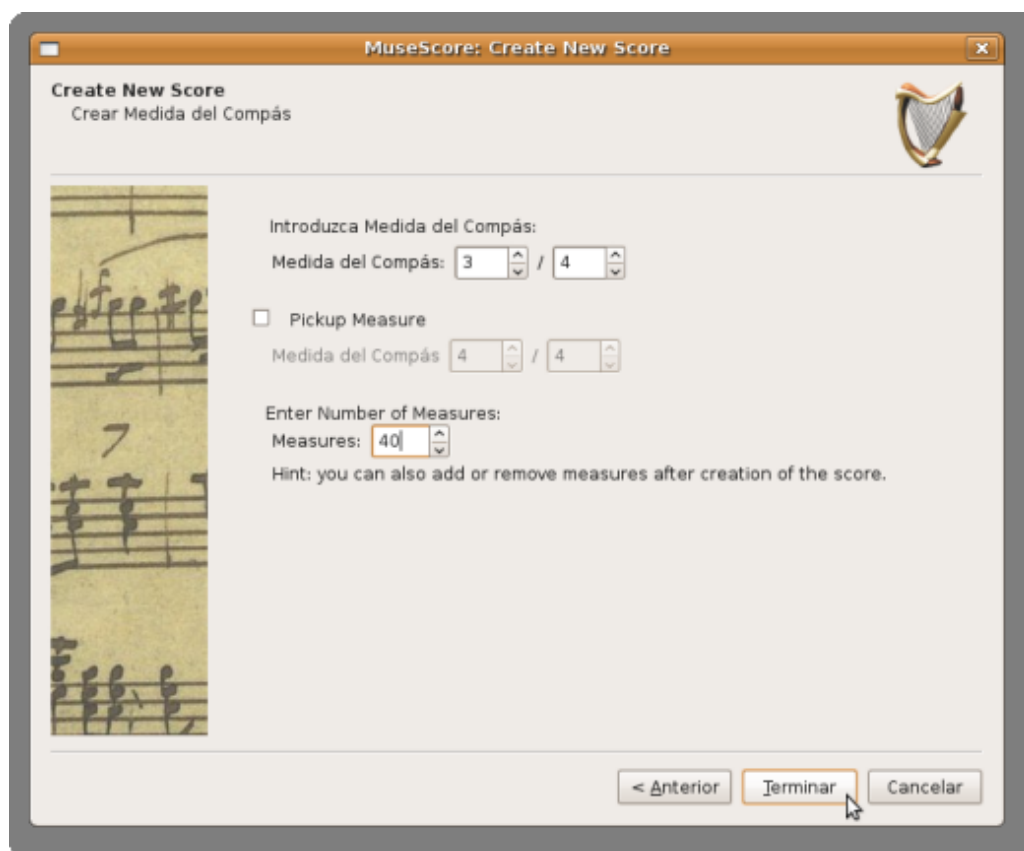 MuseScore: Create New Score
Create New Score
Crear Medida del Compás
Introduzca Medida del Compás:
Medida del Compás: 3 / 4
Pickup Measure
Medida del Compás 4 / 4
Enter Number of Measures:
Measures: 40
Hint: you can also add or remove measures after creation of the score.
7
< Anterior Terminar Cancelar